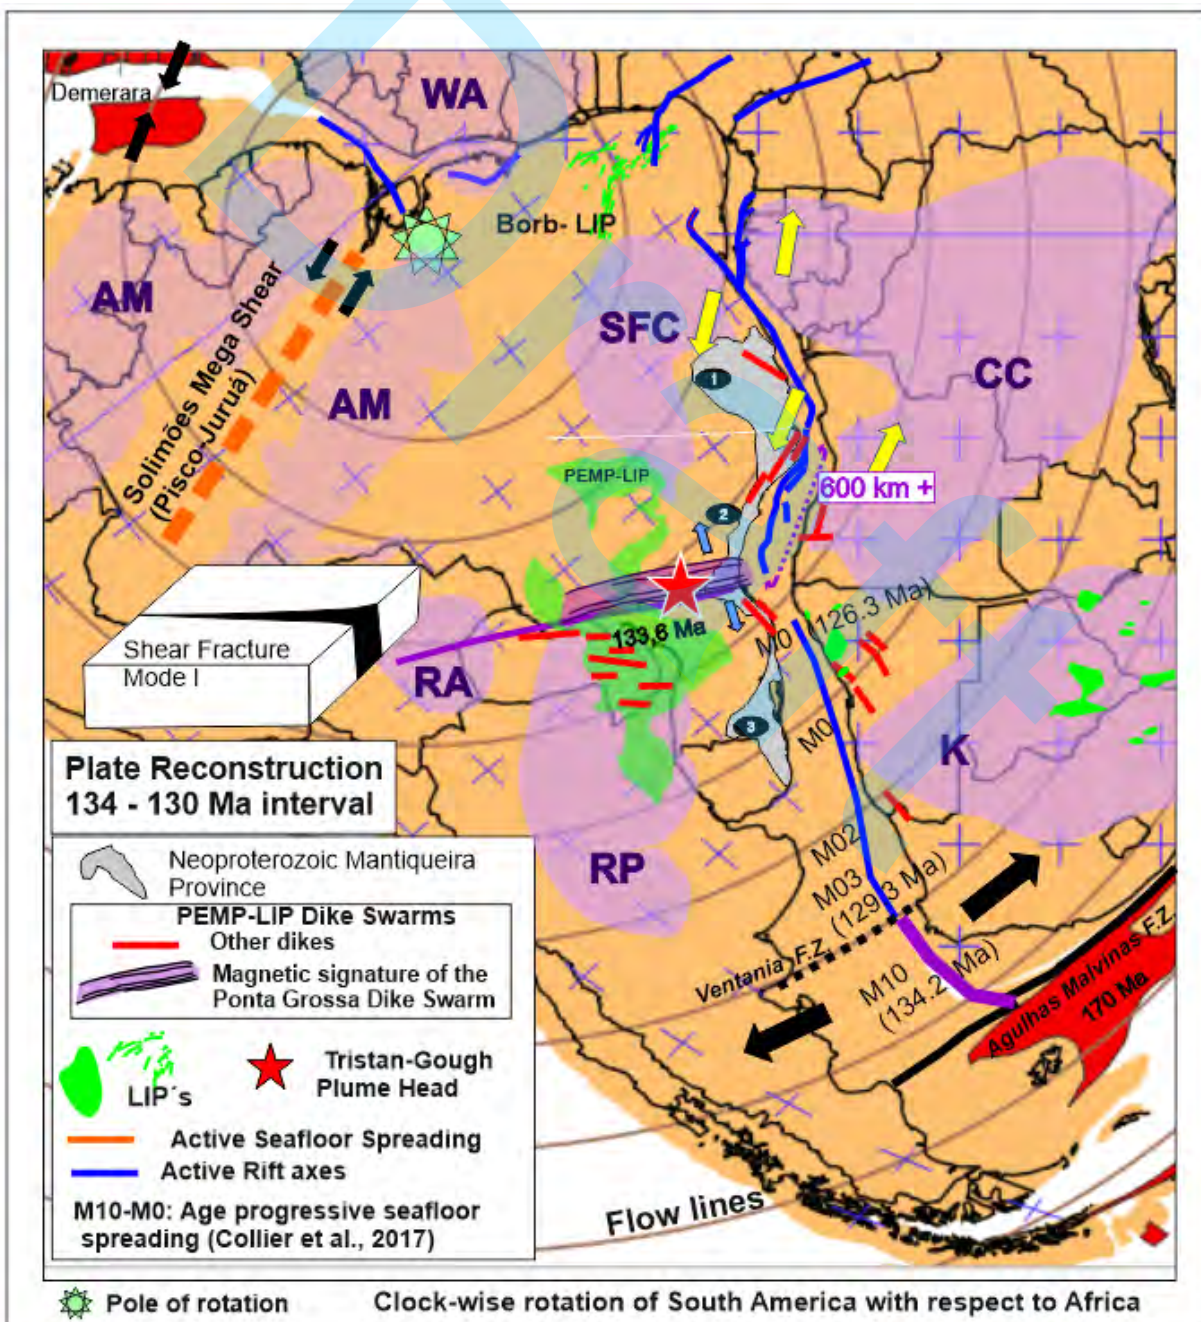 Demerara
WA
Borb- LIP
AM
SFC
CC
AM
Solimões Mega Shear
(Pisco-Juruá)
1
PEMP-LIP
600 km +
2
133,6 Ma
M0 (126.3 Ma)
Shear Fracture
Mode I
RA
3
M0
K
Plate Reconstruction
134 - 130 Ma interval
RP
M02
M03
(129.3 Ma)
Ventania F.Z.
M10
(134.2 Ma)
Agulhas Malvinas F.Z.
170 Ma
Neoproterozoic Mantiqueira
Province
PEMP-LIP Dike Swarms
Other dikes
Magnetic signature of the
Ponta Grossa Dike Swarm
LIP´s
Tristan-Gough
Plume Head
Active Seafloor Spreading
Active Rift axes
M10-M0: Age progressive seafloor
spreading (Collier et al., 2017)
Flow lines
Pole of rotation
Clock-wise rotation of South America with respect to Africa